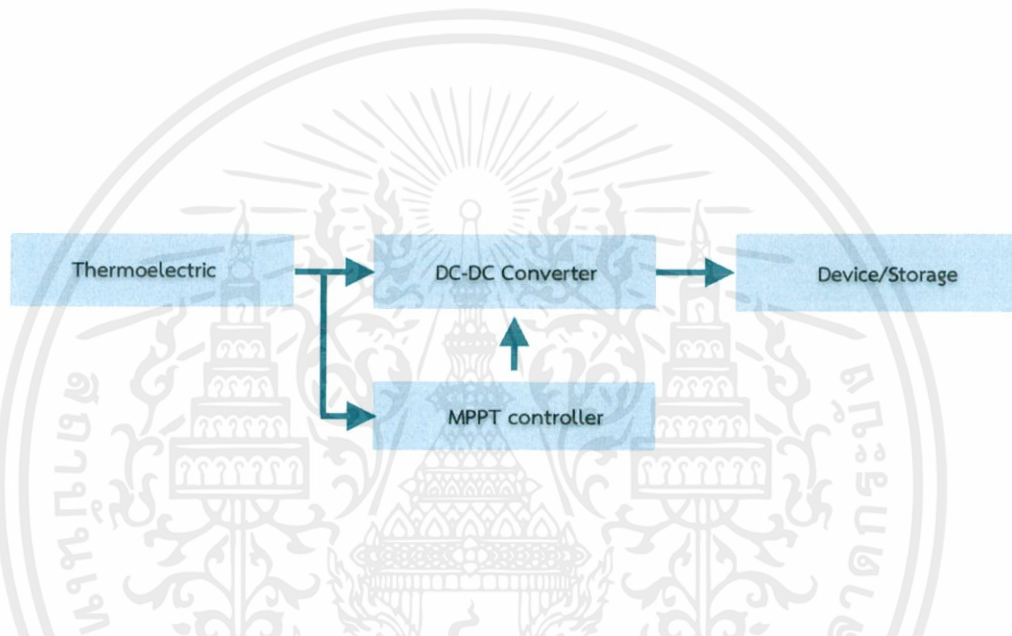 Thermoelectric
DC-DC Converter
Device/Storage
MPPT controller